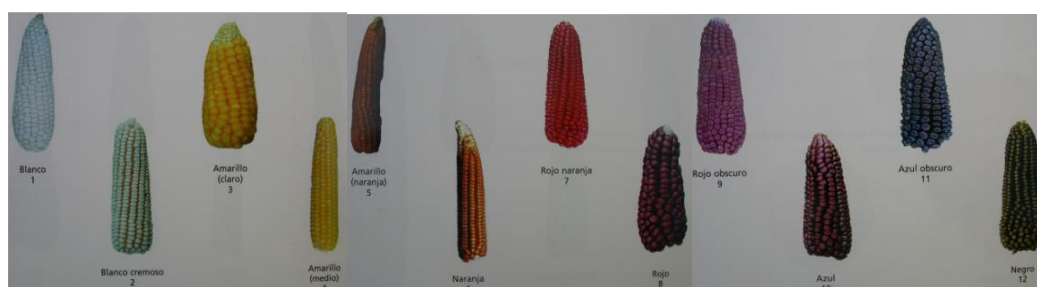 Blanco
1
Blanco cremoso
2
Amarillo
(claro)
3
Amarillo
(medio)
Amarillo
(naranja)
5
Naranja
Rojo naranja
7
Rojo
8
Rojo obscuro
9
Azul
Azul obscuro
11
Negro
12